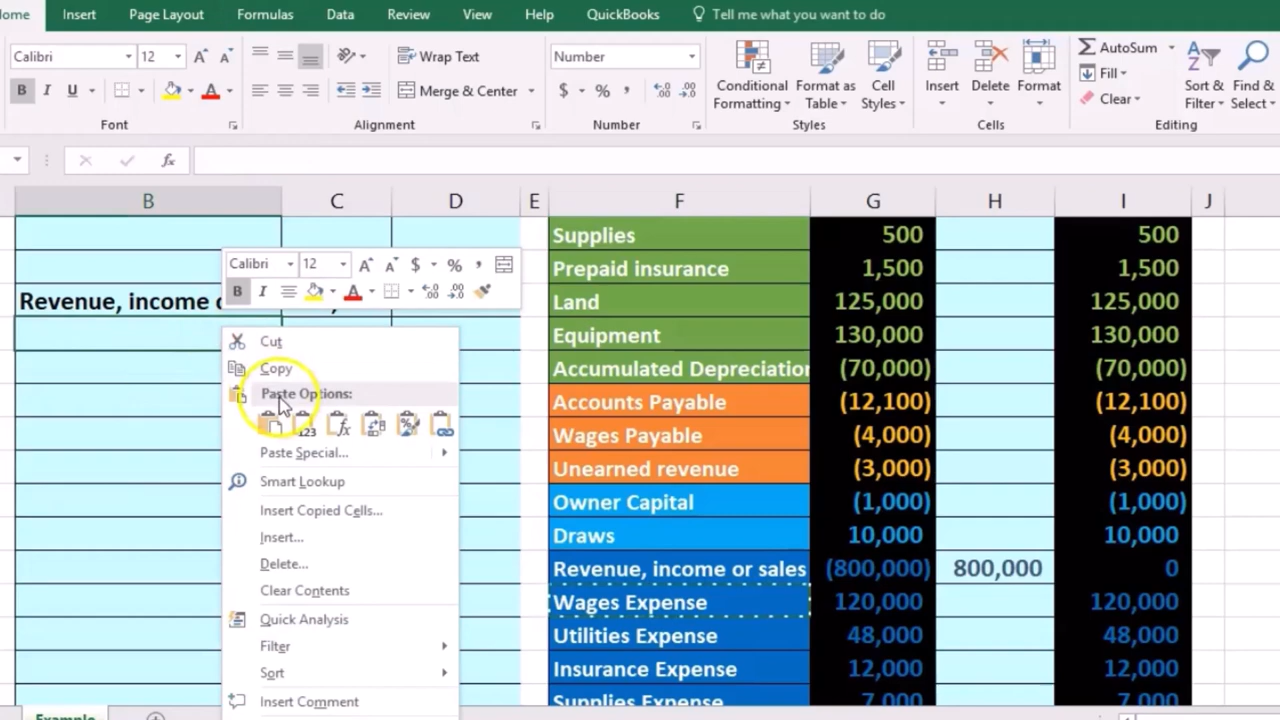 ome Insert Page Layout Formulas Data Review View Help QuickBooks Tell me what you want to do
Calibri 12 Wrap Text Number AutoSum
Conditional Format as Cell Insert Delete Format Fill Sort & Find &
B I U A Merge & Center $ % , Formatting Table Styles Clear Filter Select
Font Alignment Number Styles Cells Editing
fx
B C D E F G H I J
Supplies 500 500
Calibri 12 $ % , Prepaid insurance 1,500 1,500
B I A
Revenue, income Land 125,000 125,000
Equipment 130,000 130,000
Cut
Copy Accumulated Depreciation (70,000) (70,000)
Paste Options: Accounts Payable (12,100) (12,100)
123 fx %
Wages Payable (4,000) (4,000)
Paste Special...
Unearned revenue (3,000) (3,000)
Smart Lookup
Owner Capital (1,000) (1,000)
Insert Copied Cells...
Insert... Draws 10,000 10,000
Delete... Revenue, income or sales (800,000) 800,000 0
Clear Contents Wages Expense 120,000 120,000
Quick Analysis
Filter Utilities Expense 48,000 48,000
Sort Insurance Expense 12,000 12,000
Insert Comment Supplies Expense 7,000 7,000
Example